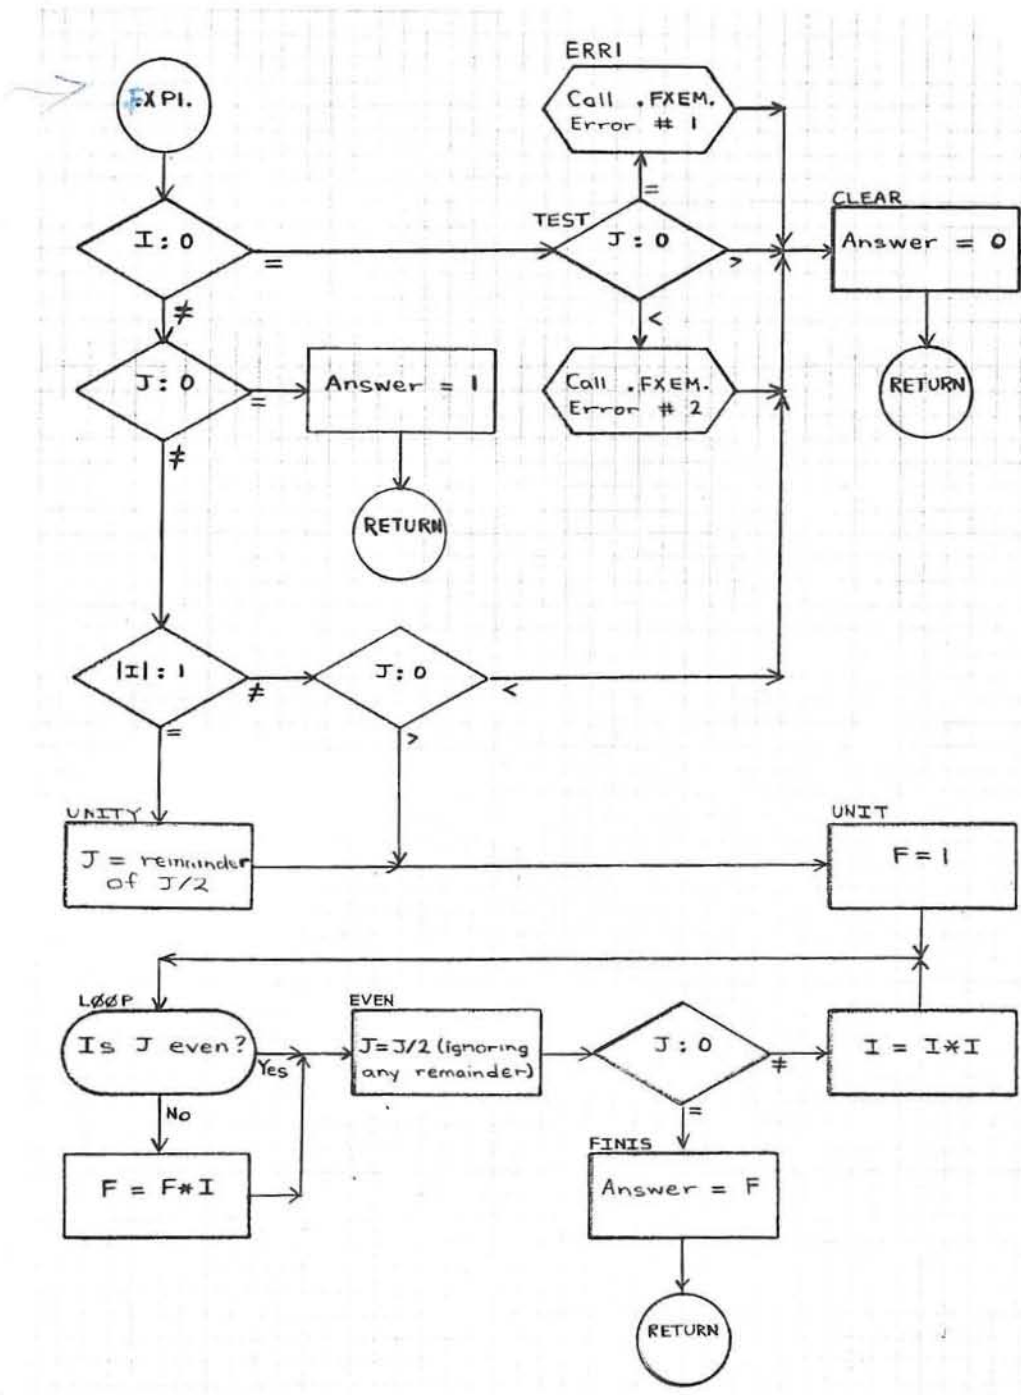 .FXP1.
ERR1
Call .FXEM.
Error # 1
I : 0
=
≠
TEST
J : 0
=
>
<
CLEAR
Answer = 0
RETURN
J : 0
=
≠
Answer = 1
RETURN
Call .FXEM.
Error # 2
|I| : 1
≠
=
J : 0
<
>
UNITY
J = remainder
of J/2
UNIT
F = 1
LØØP
Is J even?
Yes
No
EVEN
J = J/2 (ignoring
any remainder)
J : 0
≠
=
I = I*I
F = F*I
FINIS
Answer = F
RETURN